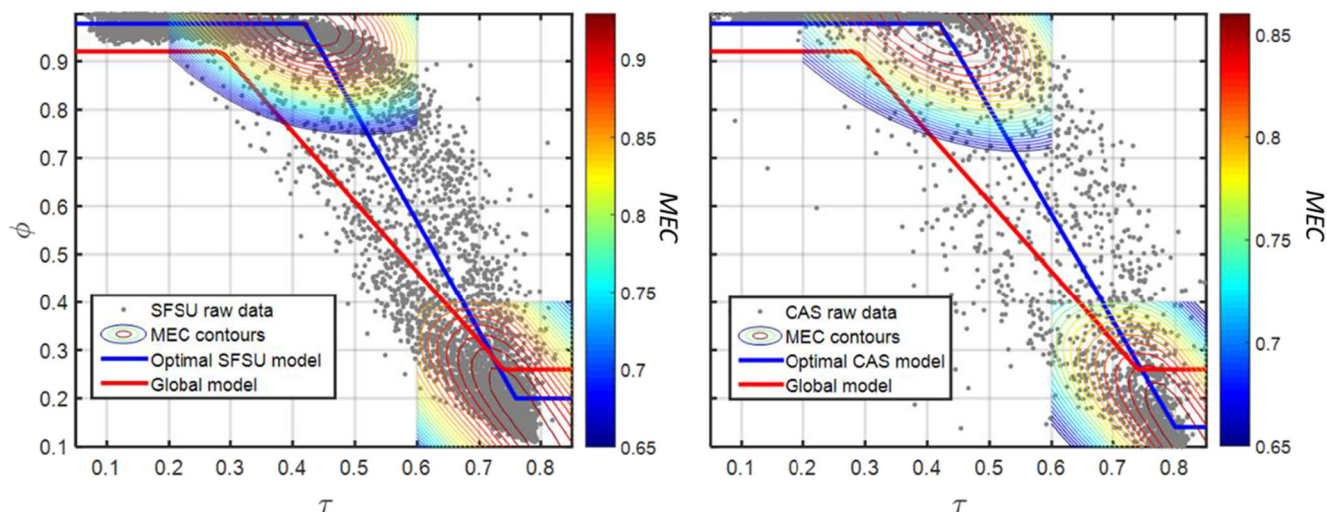 0.9
0.8
0.7
0.6
0.5
0.4
0.3
0.2
0.1
ϕ
SFSU raw data
MEC contours
Optimal SFSU model
Global model
0.1 0.2 0.3 0.4 0.5 0.6 0.7 0.8
τ
0.9
0.85
0.8
0.75
0.7
0.65
MEC
CAS raw data
MEC contours
Optimal CAS model
Global model
0.1 0.2 0.3 0.4 0.5 0.6 0.7 0.8
τ
0.85
0.8
0.75
0.7
0.65
MEC